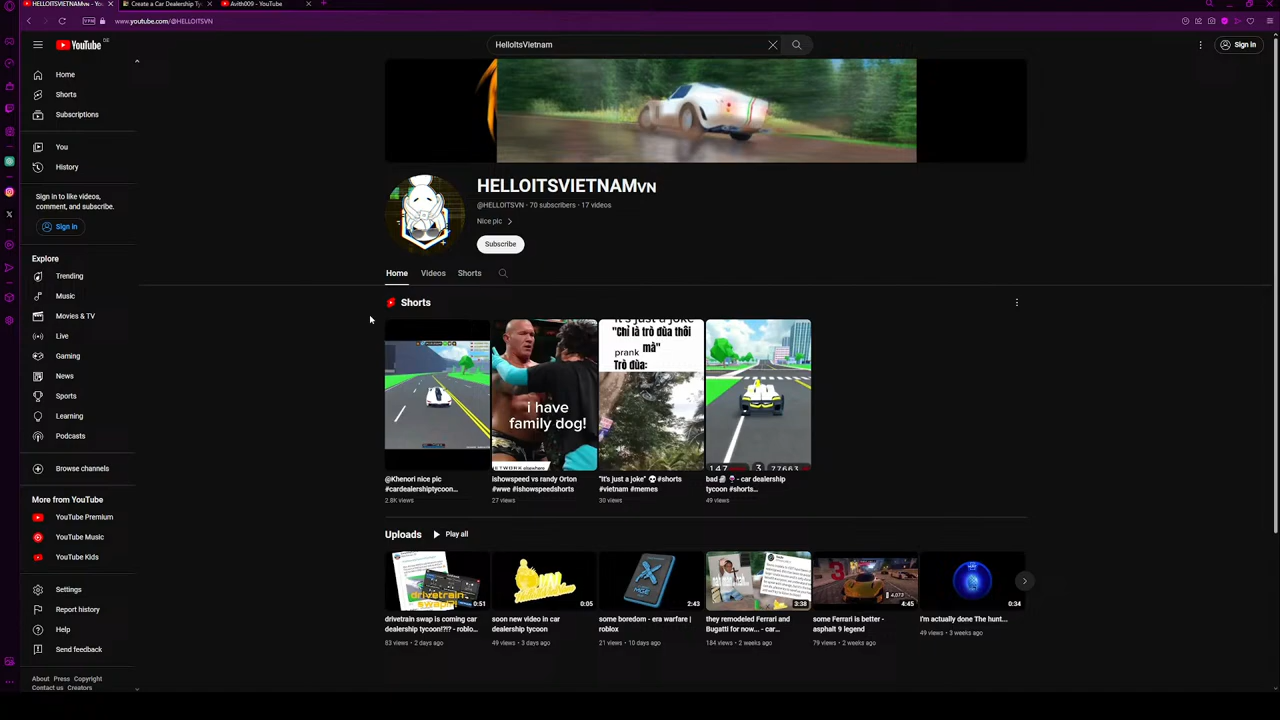 HELLOITSVIETNAMvɴ - You
Create a Car Dealership Ty
Avith009 - YouTube
VPN
www.youtube.com/@HELLOITSVN
YouTube DE
HelloItsVietnam
Sign in
Home
Shorts
Subscriptions
You
History
Sign in to like videos,
comment, and subscribe.
Sign in
Explore
Trending
Music
Movies & TV
Live
Gaming
News
Sports
Learning
Podcasts
Browse channels
More from YouTube
YouTube Premium
YouTube Music
YouTube Kids
Settings
Report history
Help
Send feedback
About Press Copyright
Contact us Creators
HELLOITSVIETNAMᴠɴ
@HELLOITSVN · 70 subscribers · 17 videos
Nice pic
Subscribe
Home Videos Shorts
Shorts
i have
family dog!
"Chỉ là trò đùa thôi
mà"
prank
Trò đùa:
@Khenori nice pic
#cardealershiptycoon...
2.8K views
ishowspeed vs randy Orton
#wwe #ishowspeedshorts
27 views
"It's just a joke" 💀 #shorts
#vietnam #memes
30 views
bad 🗿 🍷 - car dealership
tycoon #shorts...
49 views
Uploads
Play all
drivetrain
swap!?!
0:51
0:05
2:43
3:38
4:45
0:34
drivetrain swap is coming car
dealership tycoon!?!? - roblo...
83 views · 2 days ago
soon new video in car
dealership tycoon
49 views · 3 days ago
some boredom - era warfare |
roblox
21 views · 10 days ago
they remodeled Ferrari and
Bugatti for now... - car...
184 views · 2 weeks ago
some Ferrari is better -
asphalt 9 legend
79 views · 2 weeks ago
I'm actually done The hunt...
49 views · 3 weeks ago